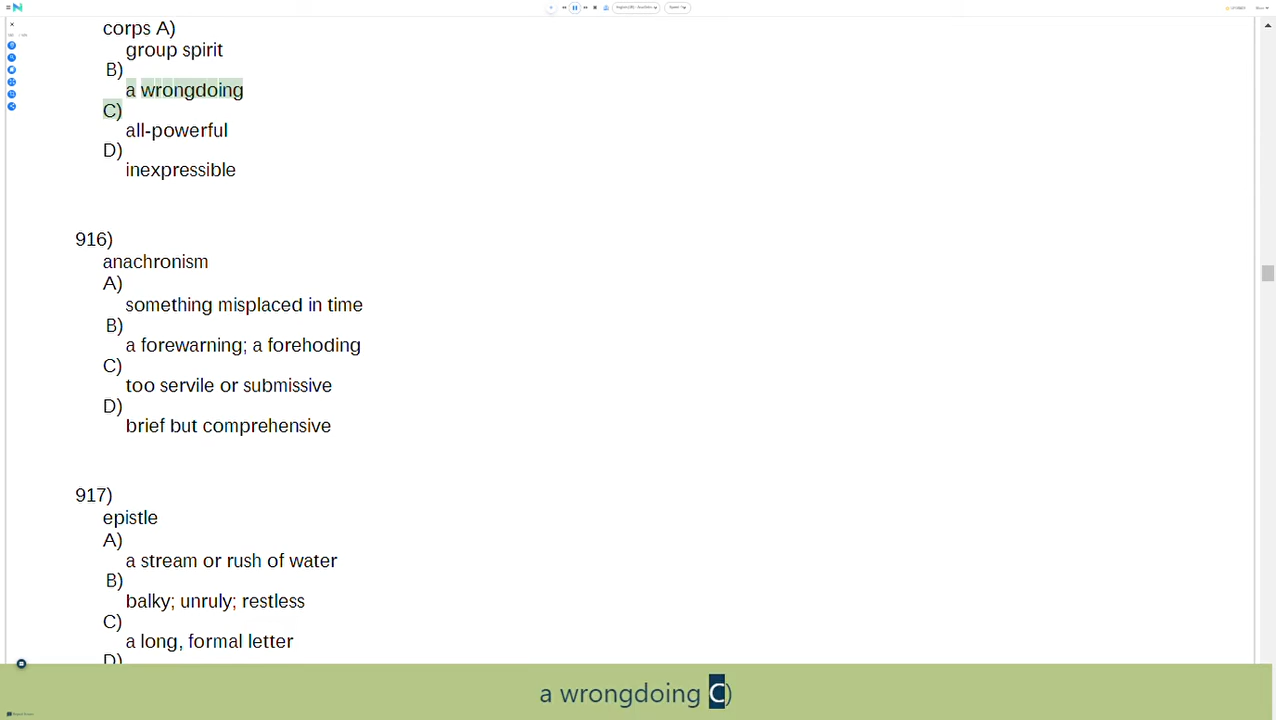 corps A)
group spirit
B)
a wrongdoing
C)
all-powerful
D)
inexpressible
916)
anachronism
A)
something misplaced in time
B)
a forewarning; a forehoding
C)
too servile or submissive
D)
brief but comprehensive
917)
epistle
A)
a stream or rush of water
B)
balky; unruly; restless
C)
a long, formal letter
D)
a wrongdoing C)